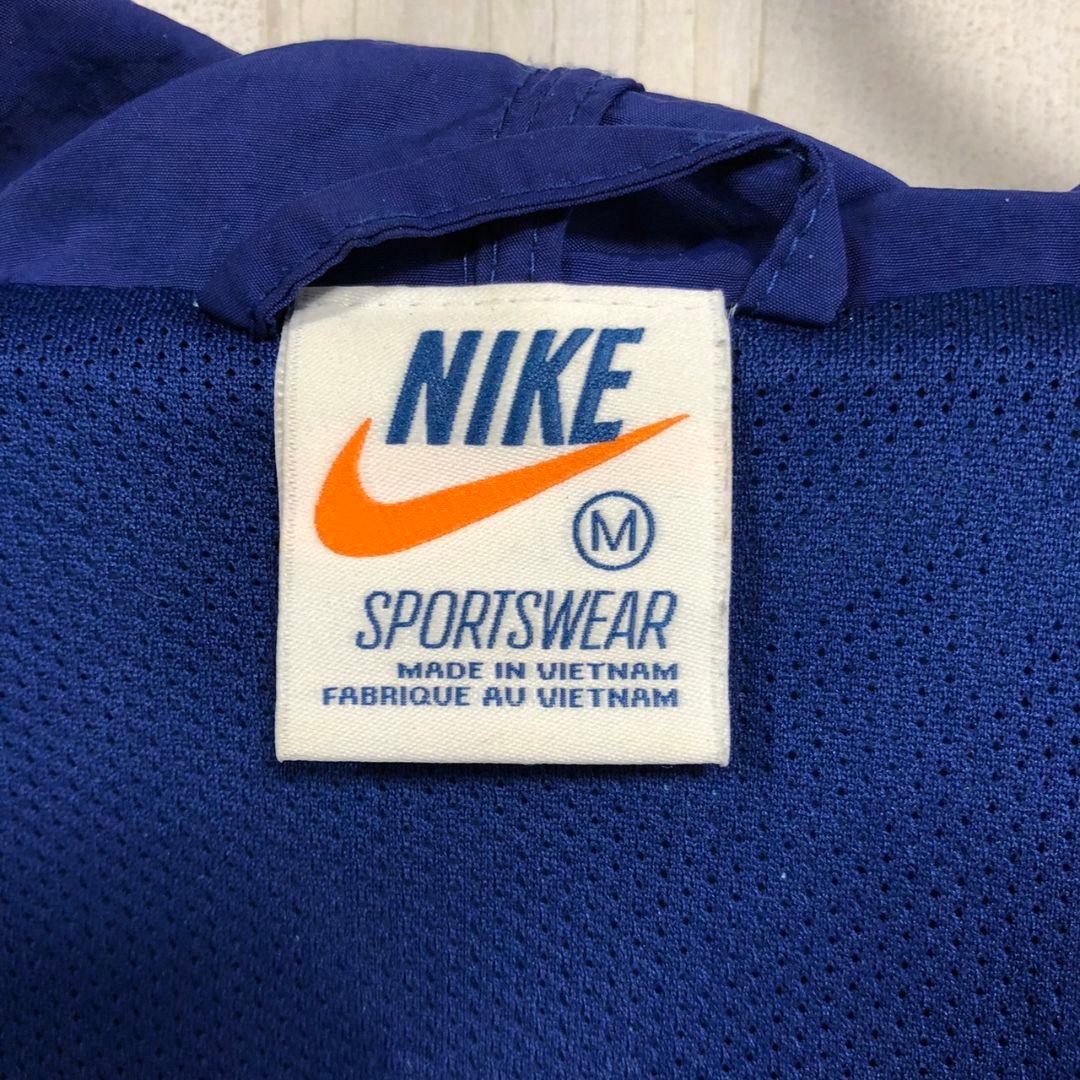 NIKE
M
SPORTSWEAR
MADE IN VIETNAM
FABRIQUE AU VIETNAM